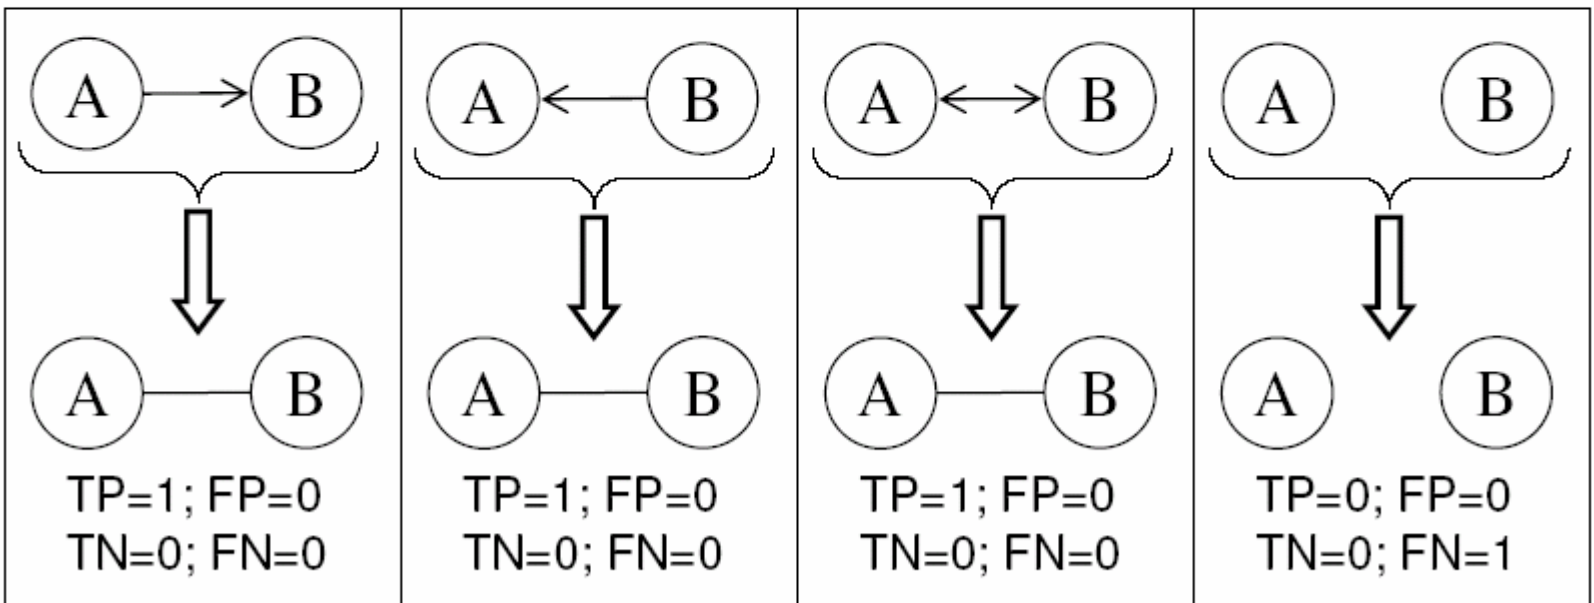 A B
A B
TP=1; FP=0
TN=0; FN=0
A B
A B
TP=1; FP=0
TN=0; FN=0
A B
A B
TP=1; FP=0
TN=0; FN=0
A B
A B
TP=0; FP=0
TN=0; FN=1